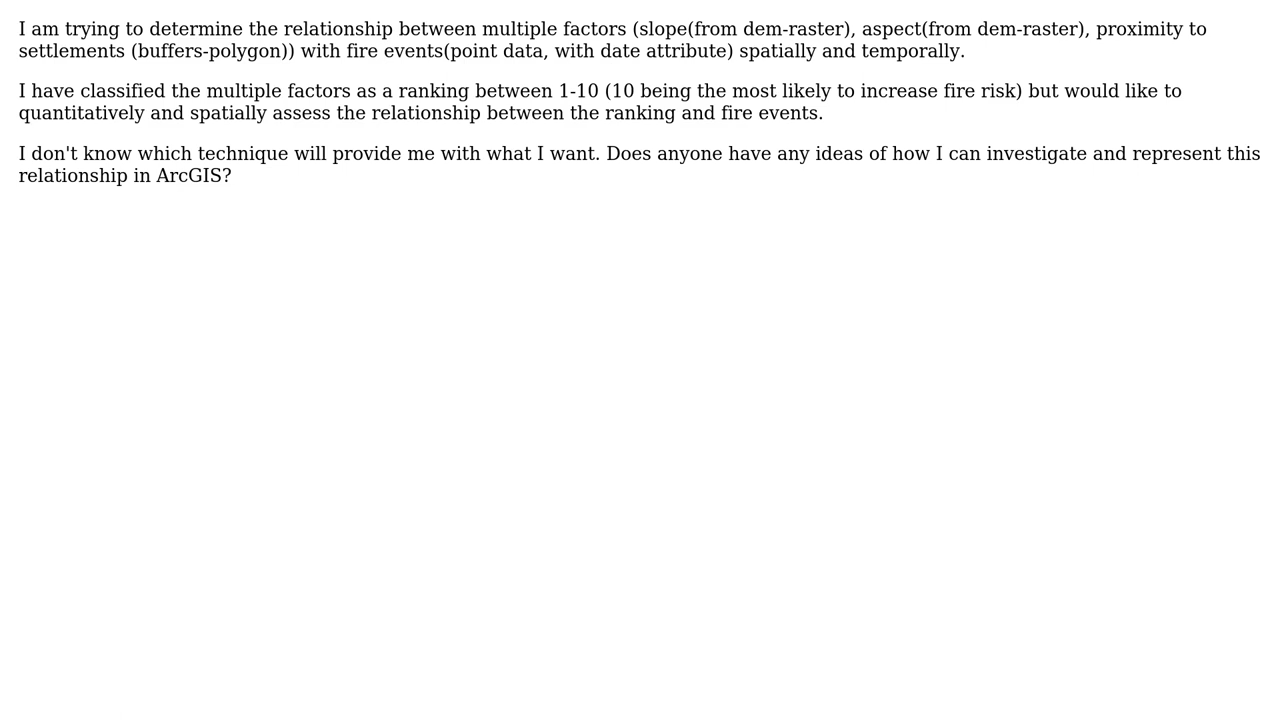 I am trying to determine the relationship between multiple factors (slope(from dem-raster), aspect(from dem-raster), proximity to
settlements (buffers-polygon)) with fire events(point data, with date attribute) spatially and temporally.
I have classified the multiple factors as a ranking between 1-10 (10 being the most likely to increase fire risk) but would like to
quantitatively and spatially assess the relationship between the ranking and fire events.
I don't know which technique will provide me with what I want. Does anyone have any ideas of how I can investigate and represent this
relationship in ArcGIS?